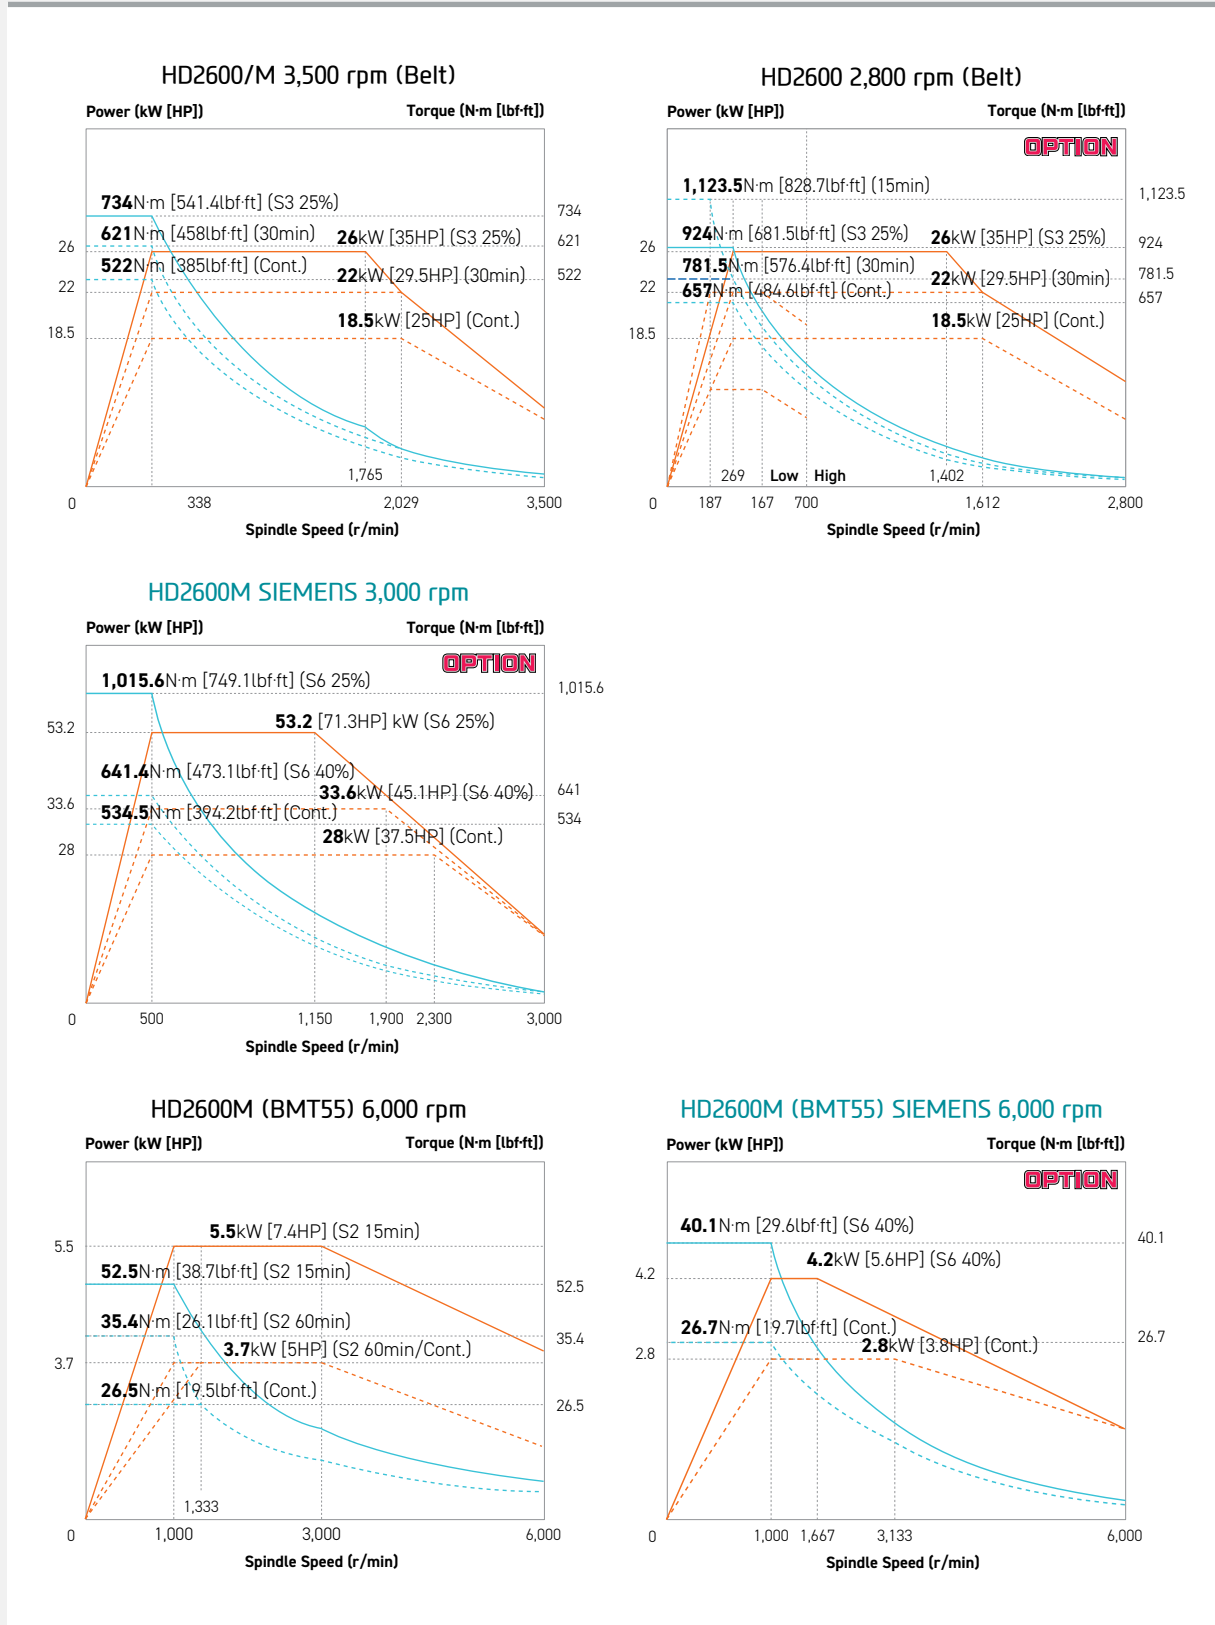 HD2600/M 3,500 rpm (Belt)
Power (kW [HP])
Torque (N·m [lbf·ft])
734N·m [541.4lbf·ft] (S3 25%)
734
621N·m [458lbf·ft] (30min)
26kW [35HP] (S3 25%)
26
621
522N·m [385lbf·ft] (Cont.)
22kW [29.5HP] (30min)
22
522
18.5kW [25HP] (Cont.)
18.5
1,765
0
338
2,029
3,500
Spindle Speed (r/min)
HD2600 2,800 rpm (Belt)
Power (kW [HP])
Torque (N·m [lbf·ft])
OPTION
1,123.5N·m [828.7lbf·ft] (15min)
1,123.5
924N·m [681.5lbf·ft] (S3 25%)
26kW [35HP] (S3 25%)
26
924
781.5N·m [576.4lbf·ft] (30min)
22kW [29.5HP] (30min)
22
781.5
657N·m [484.6lbf·ft] (Cont.)
657
18.5kW [25HP] (Cont.)
18.5
269
Low
High
1,402
0
187
167
700
1,612
2,800
Spindle Speed (r/min)
HD2600M SIEMENS 3,000 rpm
Power (kW [HP])
Torque (N·m [lbf·ft])
OPTION
1,015.6N·m [749.1lbf·ft] (S6 25%)
1,015.6
53.2 [71.3HP] kW (S6 25%)
53.2
641.4N·m [473.1lbf·ft] (S6 40%)
33.6kW [45.1HP] (S6 40%)
641
33.6
534.5N·m [394.2lbf·ft] (Cont.)
534
28kW [37.5HP] (Cont.)
28
0
500
1,150
1,900
2,300
3,000
Spindle Speed (r/min)
HD2600M (BMT55) 6,000 rpm
Power (kW [HP])
Torque (N·m [lbf·ft])
5.5kW [7.4HP] (S2 15min)
5.5
52.5N·m [38.7lbf·ft] (S2 15min)
52.5
35.4N·m [26.1lbf·ft] (S2 60min)
35.4
3.7kW [5HP] (S2 60min/Cont.)
3.7
26.5N·m [19.5lbf·ft] (Cont.)
26.5
1,333
0
1,000
3,000
6,000
Spindle Speed (r/min)
HD2600M (BMT55) SIEMENS 6,000 rpm
Power (kW [HP])
Torque (N·m [lbf·ft])
OPTION
40.1N·m [29.6lbf·ft] (S6 40%)
40.1
4.2kW [5.6HP] (S6 40%)
4.2
26.7N·m [19.7lbf·ft] (Cont.)
26.7
2.8kW [3.8HP] (Cont.)
2.8
0
1,000
1,667
3,133
6,000
Spindle Speed (r/min)